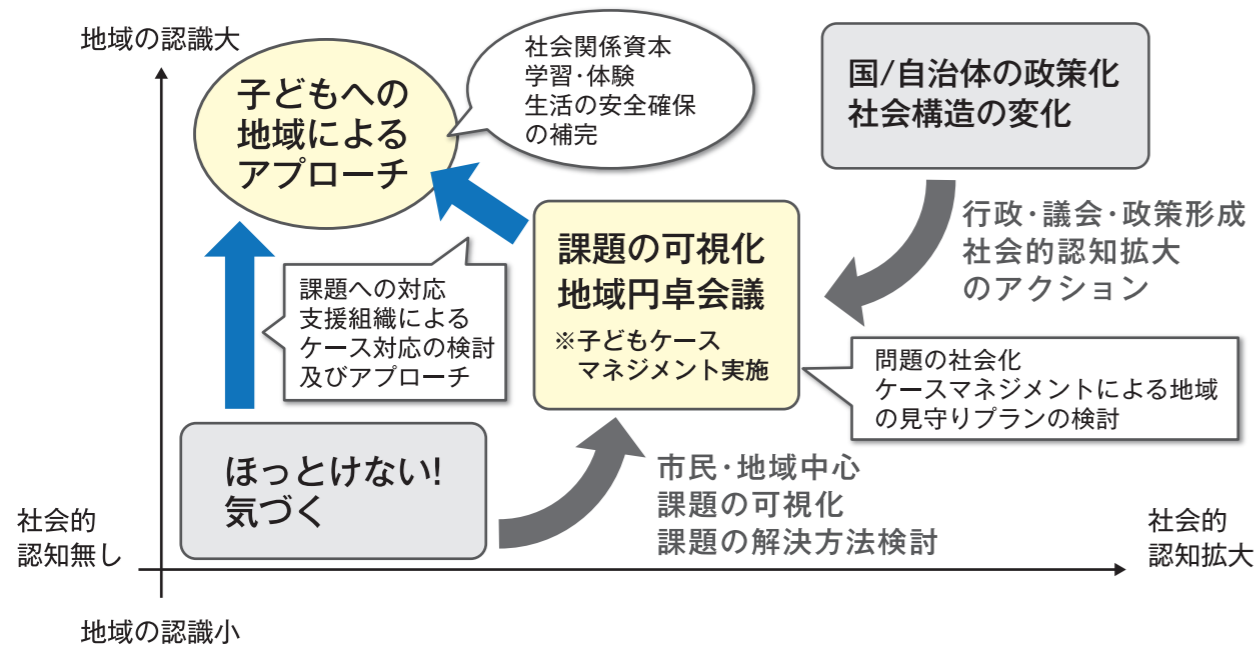 地域の認識大
子どもへの
地域による
アプローチ
社会関係資本
学習・体験
生活の安全確保
の補完
国/自治体の政策化
社会構造の変化
行政・議会・政策形成
社会的認知拡大
のアクション
課題の可視化
地域円卓会議
※子どもケース
マネジメント実施
課題への対応
支援組織による
ケース対応の検討
及びアプローチ
問題の社会化
ケースマネジメントによる地域
の見守りプランの検討
ほっとけない!
気づく
市民・地域中心
課題の可視化
課題の解決方法検討
社会的
認知無し
社会的
認知拡大
地域の認識小